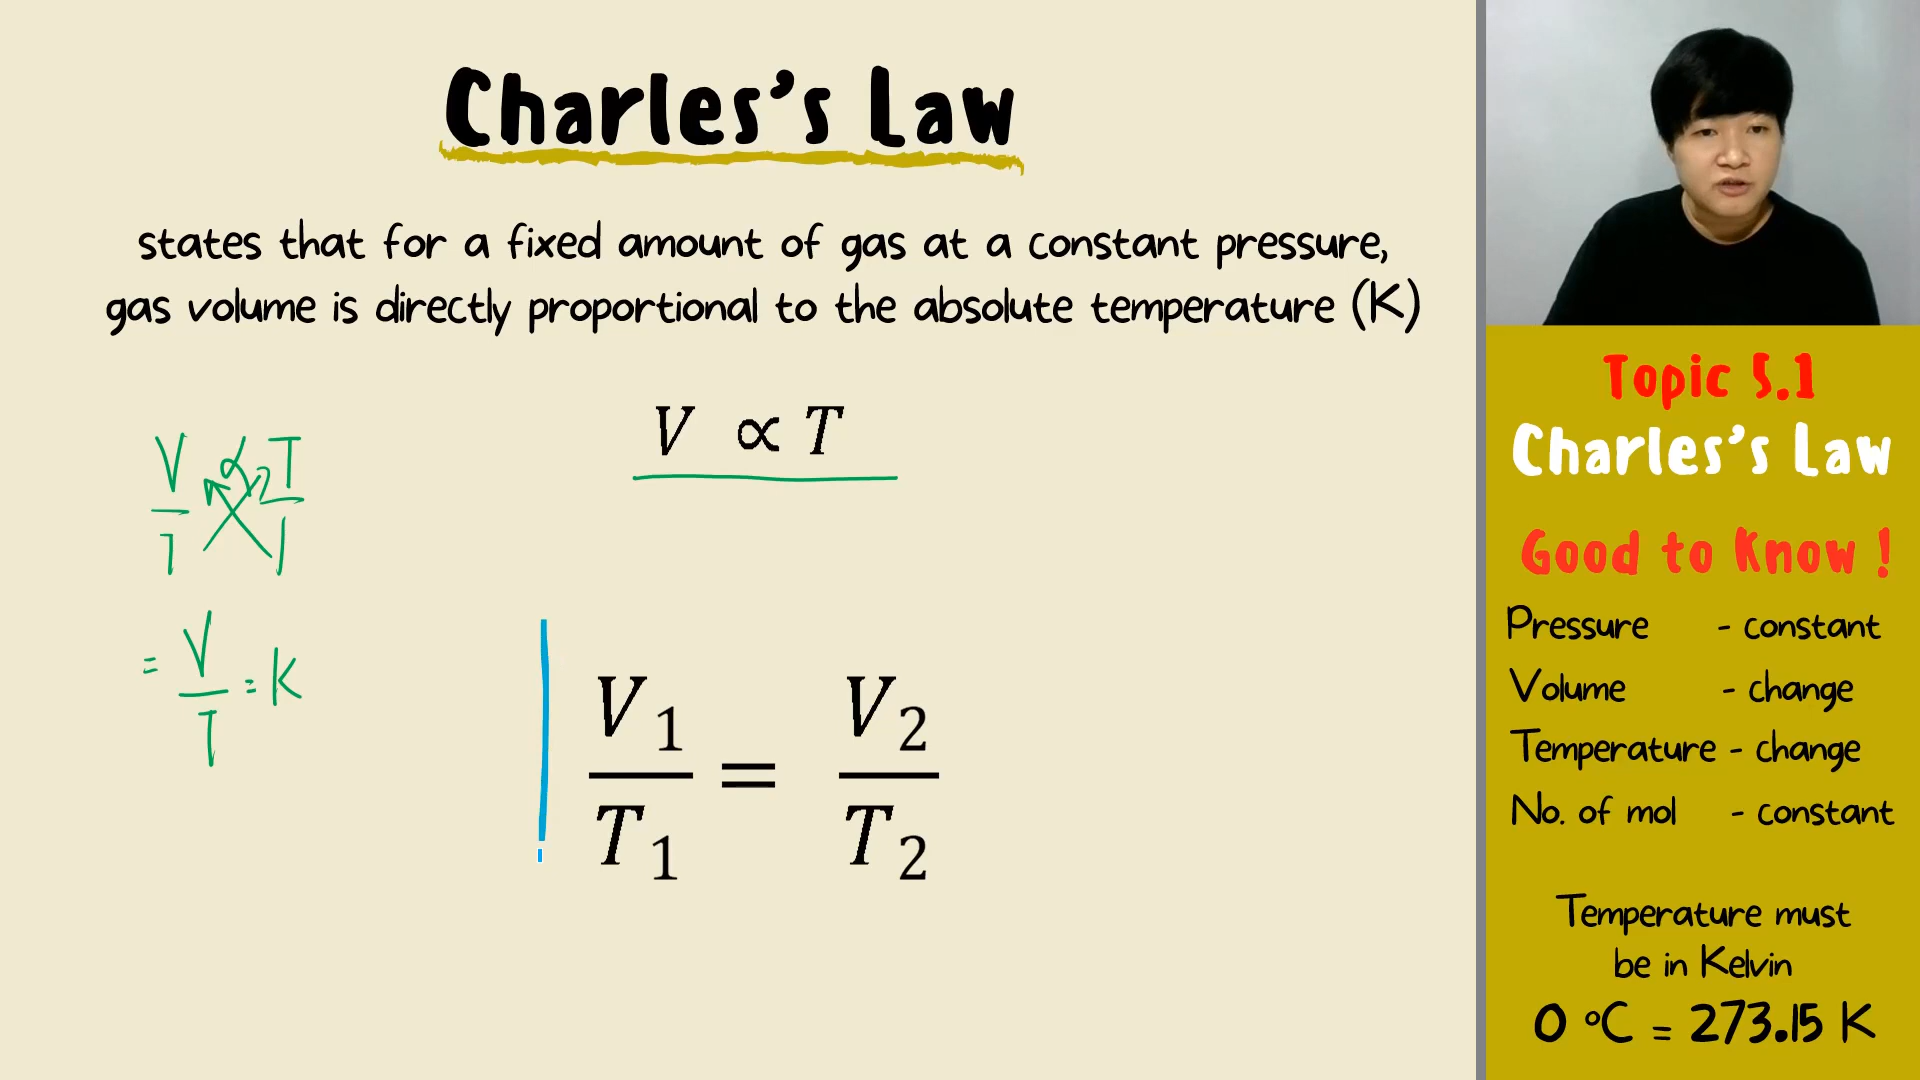 Charles's Law
states that for a fixed amount of gas at a constant pressure,
gas volume is directly proportional to the absolute temperature (K)
V ∝ T
V ∝ T
1 1
= V/T = K
V₁/T₁ = V₂/T₂
Topic 5.1
Charles's Law
Good to Know !
Pressure - constant
Volume - change
Temperature - change
No. of mol - constant
Temperature must
be in Kelvin
0 °C = 273.15 K